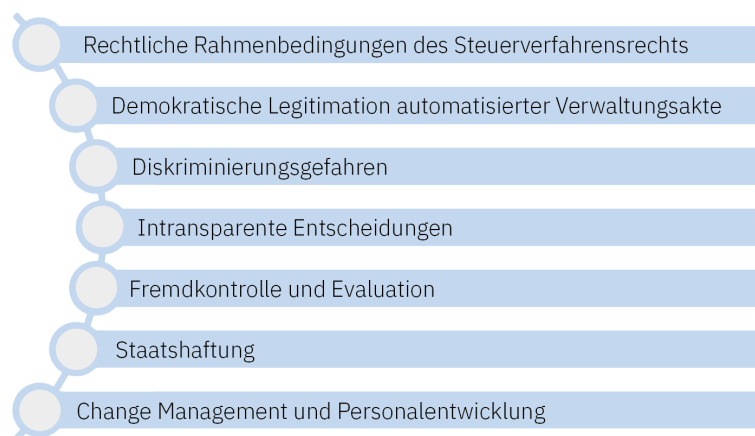 Rechtliche Rahmenbedingungen des Steuerverfahrensrechts
Demokratische Legitimation automatisierter Verwaltungsakte
Diskriminierungsgefahren
Intransparente Entscheidungen
Fremdkontrolle und Evaluation
Staatshaftung
Change Management und Personalentwicklung